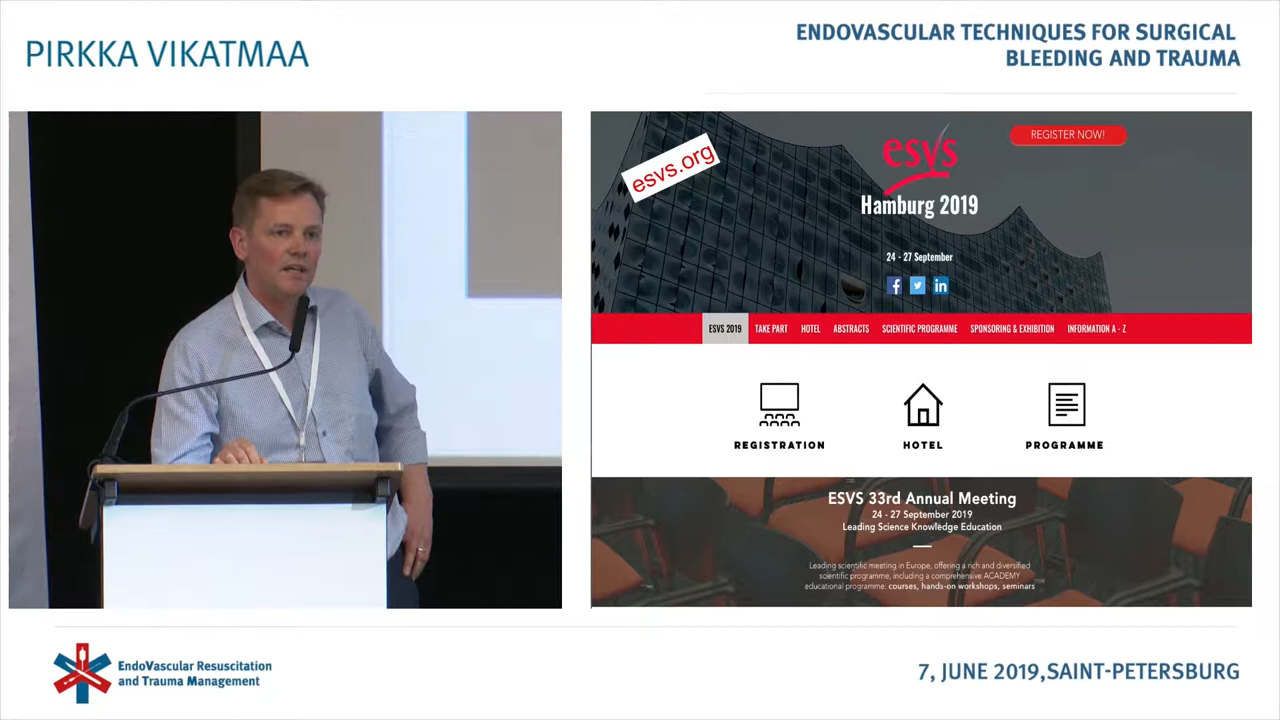 PIRKKA VIKATMAA
ENDOVASCULAR TECHNIQUES FOR SURGICAL
BLEEDING AND TRAUMA
esvs.org
esvs
REGISTER NOW!
Hamburg 2019
24 - 27 September
f
in
ESVS 2019 TAKE PART HOTEL ABSTRACTS SCIENTIFIC PROGRAMME SPONSORING & EXHIBITION INFORMATION A - Z
REGISTRATION HOTEL PROGRAMME
ESVS 33rd Annual Meeting
24 - 27 September 2019
Leading Science Knowledge Education
Leading scientific meeting in Europe, offering a rich and diversified
scientific programme, including a comprehensive ACADEMY
educational programme: courses, hands-on workshops, seminars
EndoVascular Resuscitation
and Trauma Management
7, JUNE 2019,SAINT-PETERSBURG